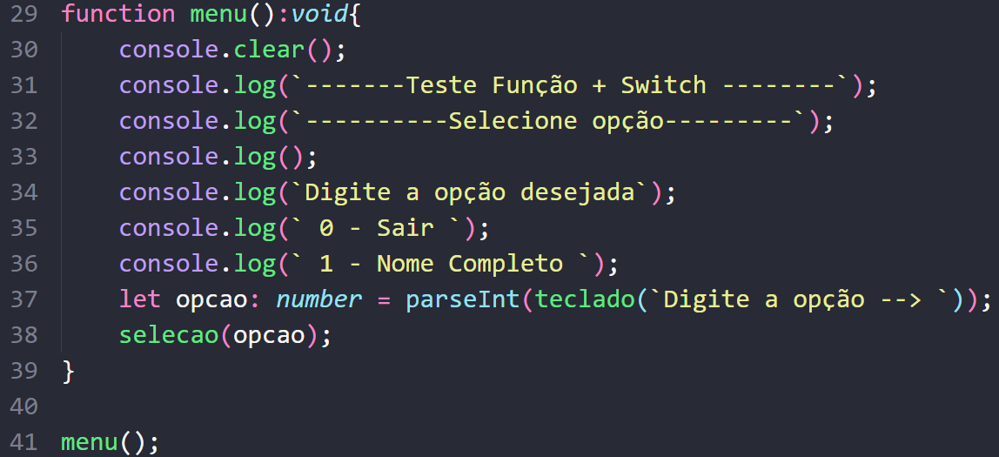 29 function menu():void{
30     console.clear();
31     console.log(`-------Teste Função + Switch --------`);
32     console.log(`----------Selecione opção---------`);
33     console.log();
34     console.log(`Digite a opção desejada`);
35     console.log(` 0 - Sair `);
36     console.log(` 1 - Nome Completo `);
37     let opcao: number = parseInt(teclado(`Digite a opção --> `));
38     selecao(opcao);
39 }
40
41 menu();